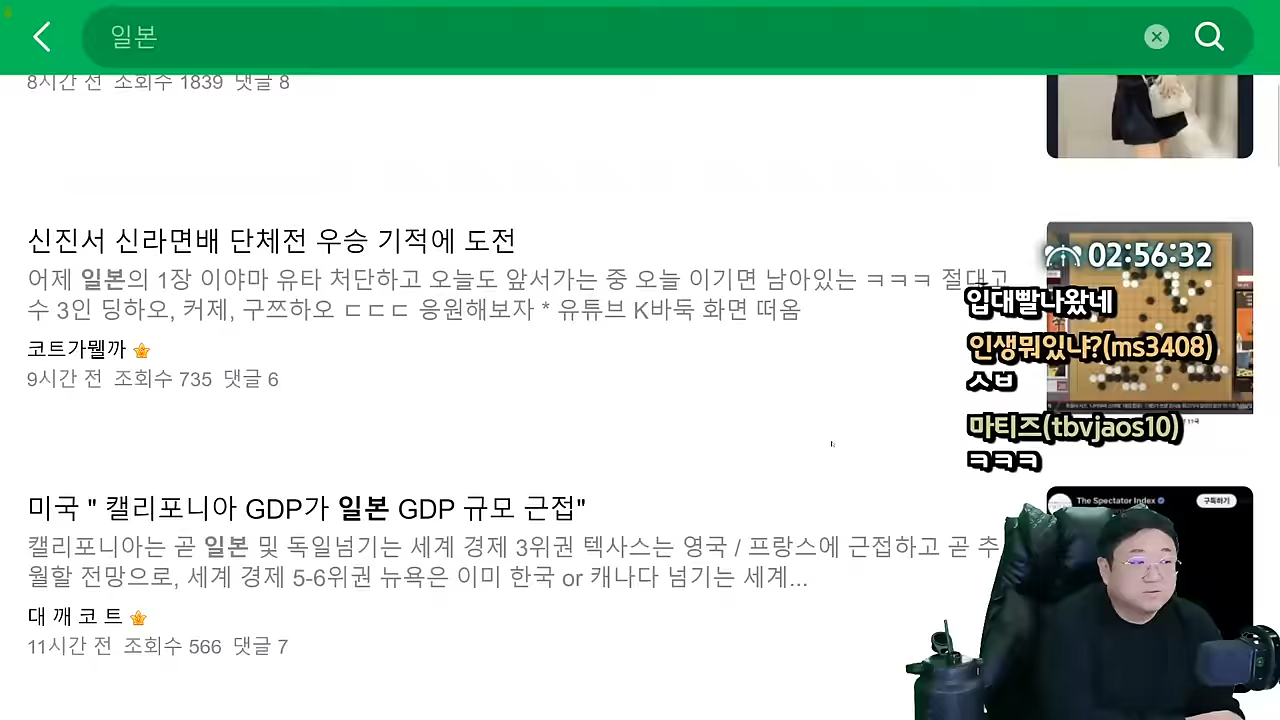 일본
8시간 전 조회수 1839 댓글 8
신진서 신라면배 단체전 우승 기적에 도전
어제 일본의 1장 이야마 유타 처단하고 오늘도 앞서가는 중 오늘 이기면 남아있는 ㅋㅋㅋ 절대고
수 3인 딩하오, 커제, 구쯔하오 ㄷㄷㄷ 응원해보자 * 유튜브 K바둑 화면 떠옴
코트가뭴까
9시간 전 조회수 735 댓글 6
02:56:32
입대빨나왔네
인생뭐있냐?(ms3408)
ㅅㅂ
마티즈(tbvjaos10)
ㅋㅋㅋ
미국 " 캘리포니아 GDP가 일본 GDP 규모 근접"
캘리포니아는 곧 일본 및 독일넘기는 세계 경제 3위권 텍사스는 영국 / 프랑스에 근접하고 곧 추
월할 전망으로, 세계 경제 5-6위권 뉴욕은 이미 한국 or 캐나다 넘기는 세계...
대 깨 코 트
11시간 전 조회수 566 댓글 7
The Spectator Index
구독하기